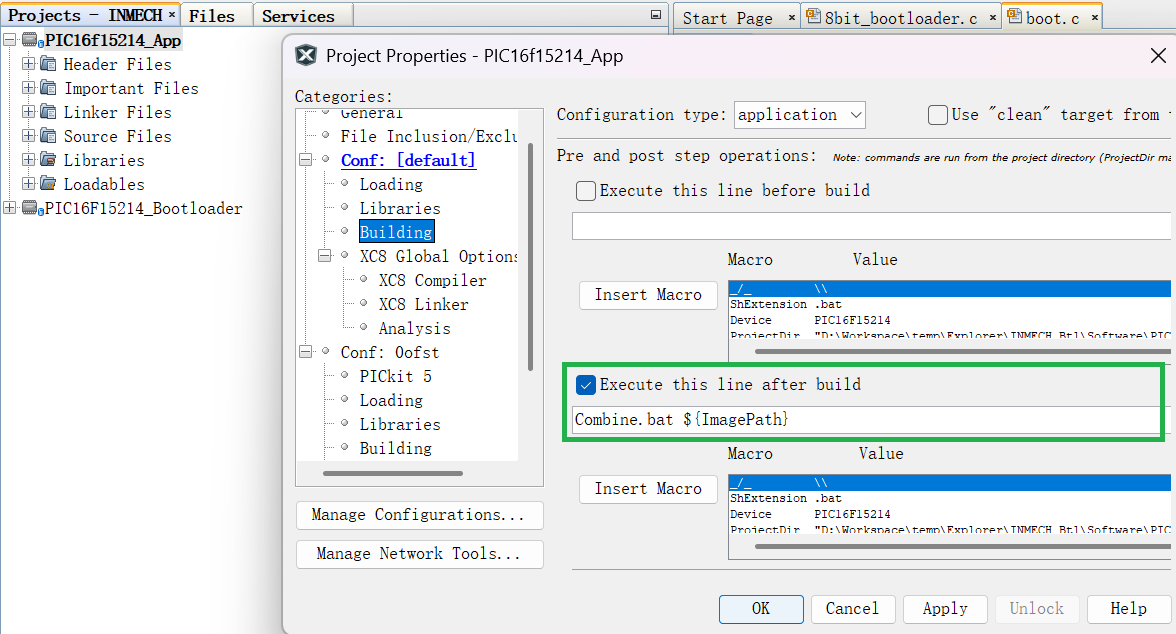 Projects - INMECH × Files Services
Start Page × 8bit_bootloader.c × boot.c ×
PIC16f15214_App
Header Files
Important Files
Linker Files
Source Files
Libraries
Loadables
PIC16F15214_Bootloader
Project Properties - PIC16f15214_App
Categories:
General
File Inclusion/Exclu
Conf: [default]
Loading
Libraries
Building
XC8 Global Options
XC8 Compiler
XC8 Linker
Analysis
Conf: Oofst
PICkit 5
Loading
Libraries
Building
Manage Configurations...
Manage Network Tools...
Configuration type: application Use "clean" target from
Pre and post step operations: Note: commands are run from the project directory (ProjectDir ma
Execute this line before build
Macro Value
Insert Macro
_/_ \\
ShExtension .bat
Device PIC16F15214
ProjectDir "D:\Workspace\temp\Explorer\INMECH_Btl\Software\PIC
Execute this line after build
Combine.bat ${ImagePath}
Macro Value
Insert Macro
_/_ \\
ShExtension .bat
Device PIC16F15214
ProjectDir "D:\Workspace\temp\Explorer\INMECH_Btl\Software\PIC
OK Cancel Apply Unlock Help